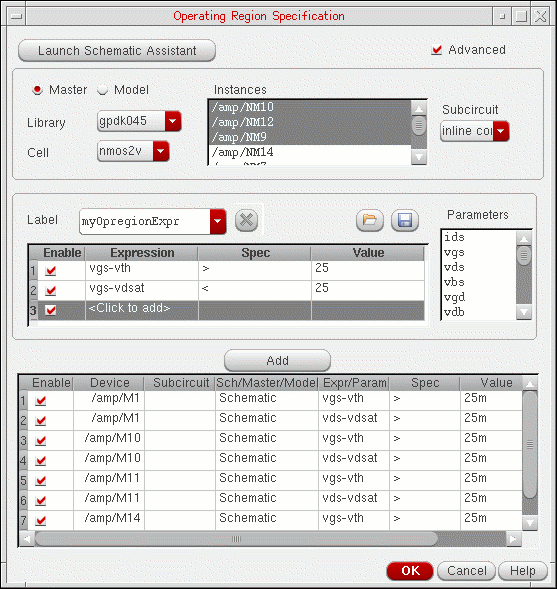 Operating Region Specification
Launch Schematic Assistant
Advanced
Master Model
Instances
/amp/NM10
/amp/NM12
/amp/NM9
/amp/NM14
Subcircuit
inline
Library gpdk045
Cell nmos2v
Label myOpregionExpr
Parameters
ids
vgs
vds
vbs
vgd
vdb
Enable Expression Spec Value
1 vgs-vth > 25
2 vgs-vdsat < 25
3 <Click to add>
Add
Enable Device Subcircuit Sch/Master/Model Expr/Param Spec Value
1 /amp/M1 Schematic vgs-vth > 25m
2 /amp/M1 Schematic vds-vdsat > 25m
3 /amp/M10 Schematic vgs-vth > 25m
4 /amp/M10 Schematic vds-vdsat > 25m
5 /amp/M11 Schematic vgs-vth > 25m
6 /amp/M11 Schematic vds-vdsat > 25m
7 /amp/M14 Schematic vgs-vth > 25m
OK Cancel Help